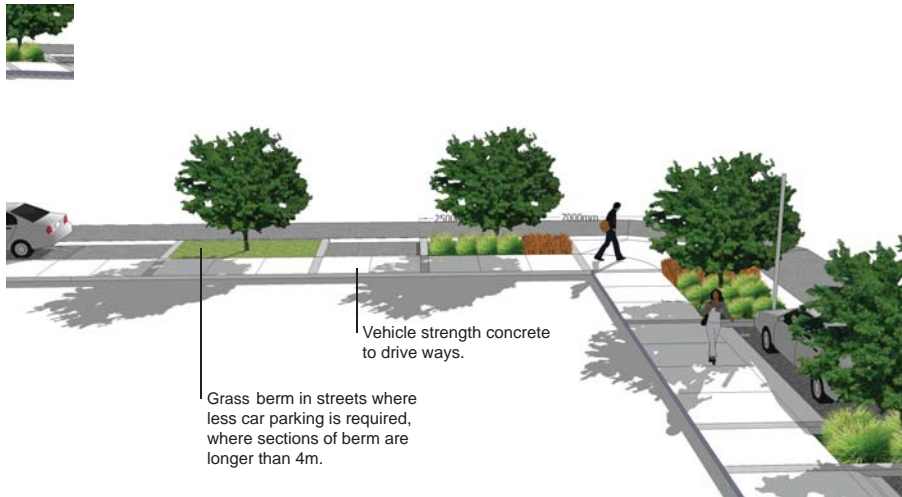 2500
7000mm
Vehicle strength concrete
to drive ways.
Grass berm in streets where
less car parking is required,
where sections of berm are
longer than 4m.